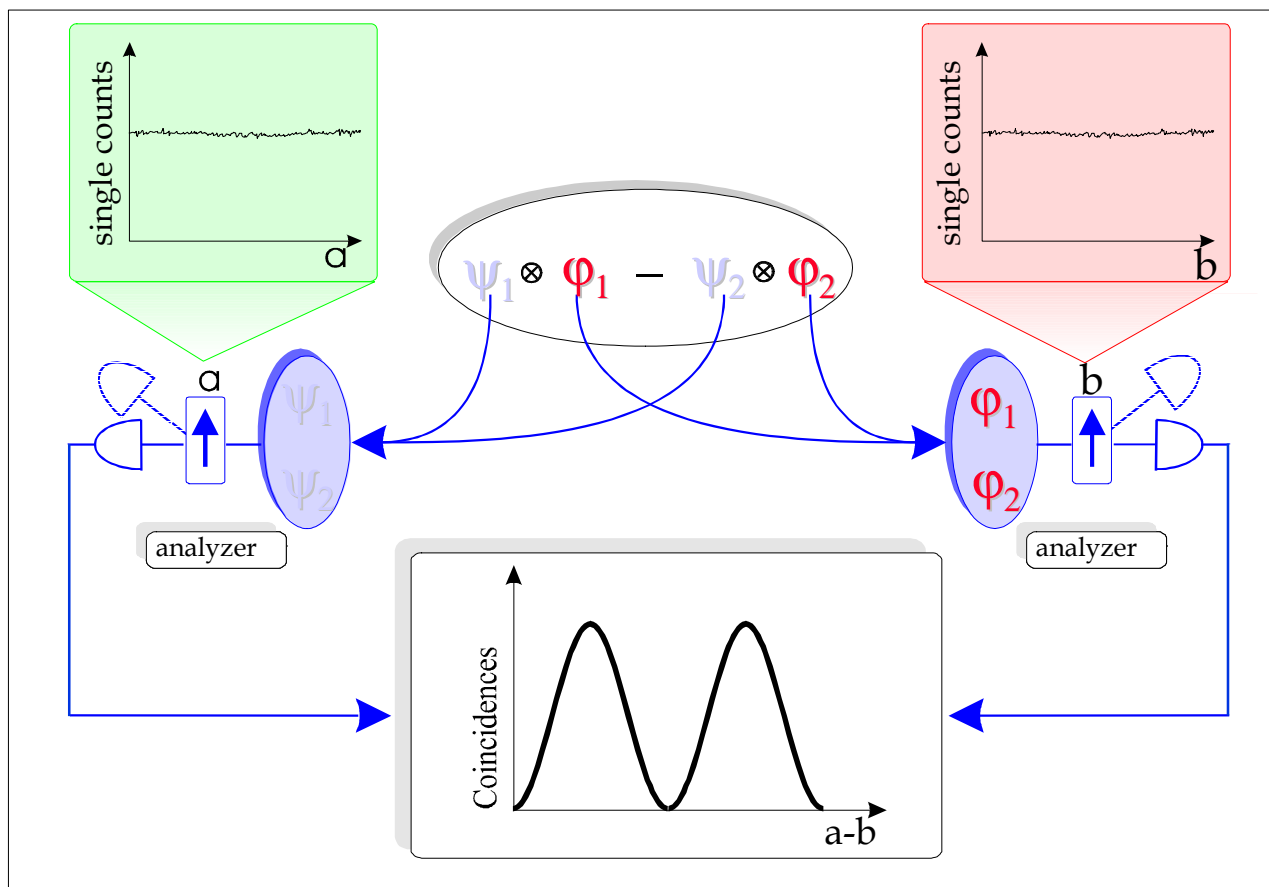 single counts
a
single counts
b
ψ₁ ⊗ φ₁ – ψ₂ ⊗ φ₂
a
ψ₁
ψ₂
analyzer
b
φ₁
φ₂
analyzer
Coincidences
a-b